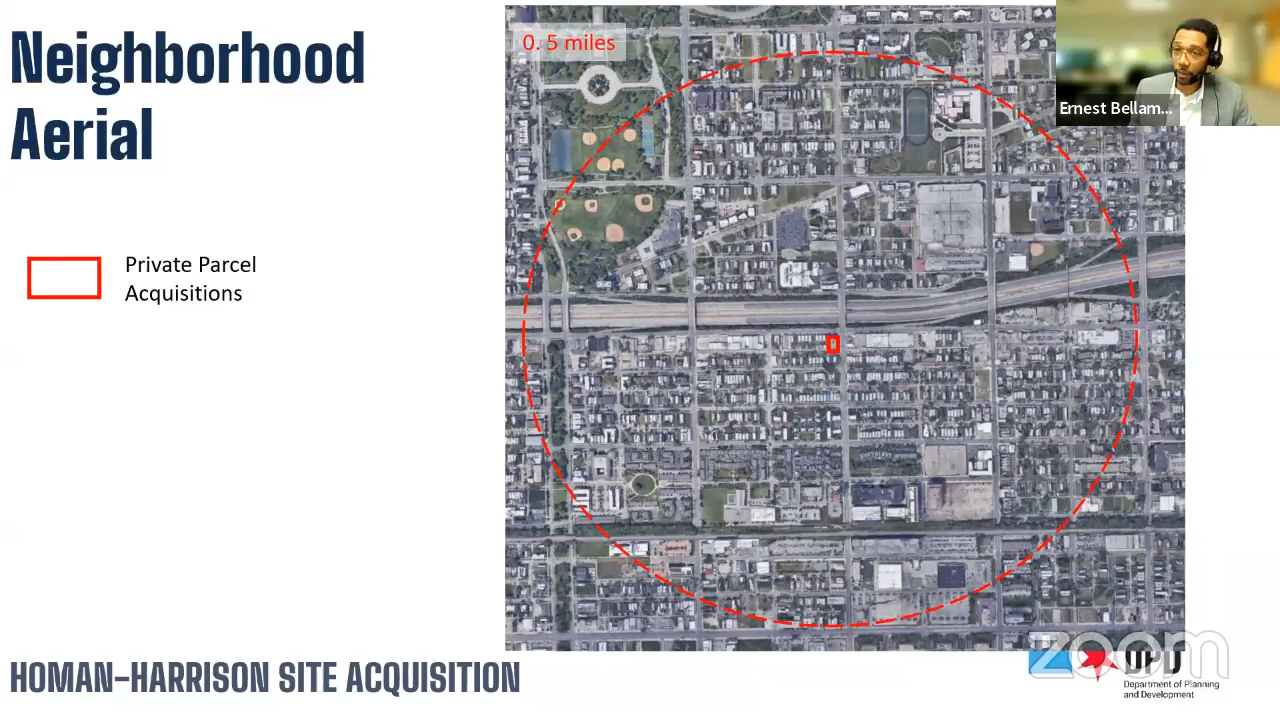 Neighborhood
Aerial
0. 5 miles
Ernest Bellam...
Private Parcel
Acquisitions
HOMAN–HARRISON SITE ACQUISITION
zoom
DPD
Department of Planning
and Development